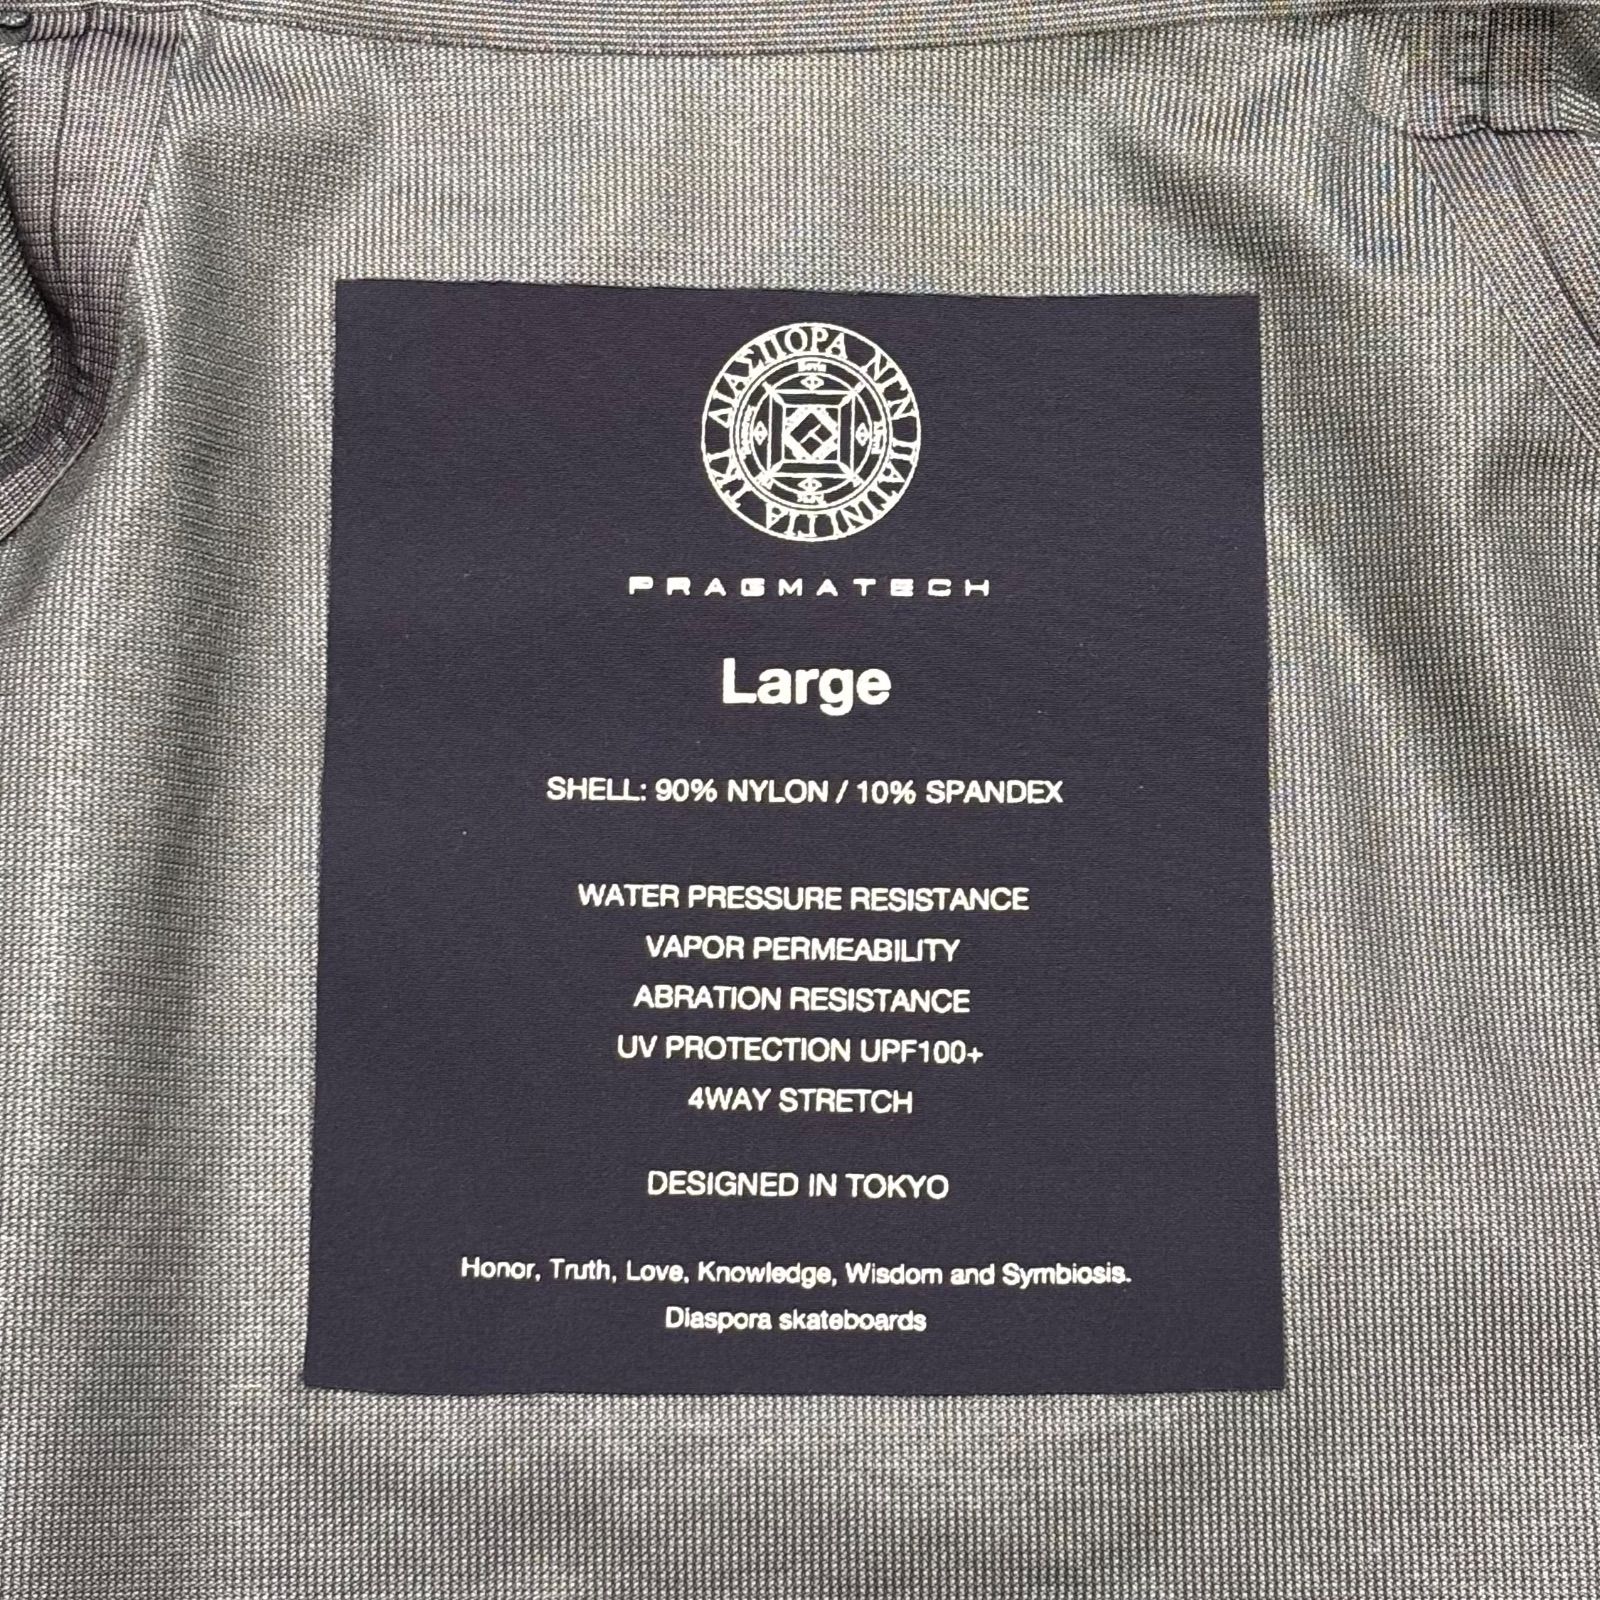 ΔΙΑΣΠΟΡΑ
PRAGMATECH
Large
SHELL: 90% NYLON / 10% SPANDEX
WATER PRESSURE RESISTANCE
VAPOR PERMEABILITY
ABRATION RESISTANCE
UV PROTECTION UPF100+
4WAY STRETCH
DESIGNED IN TOKYO
Honor, Truth, Love, Knowledge, Wisdom and Symbiosis.
Diaspora skateboards